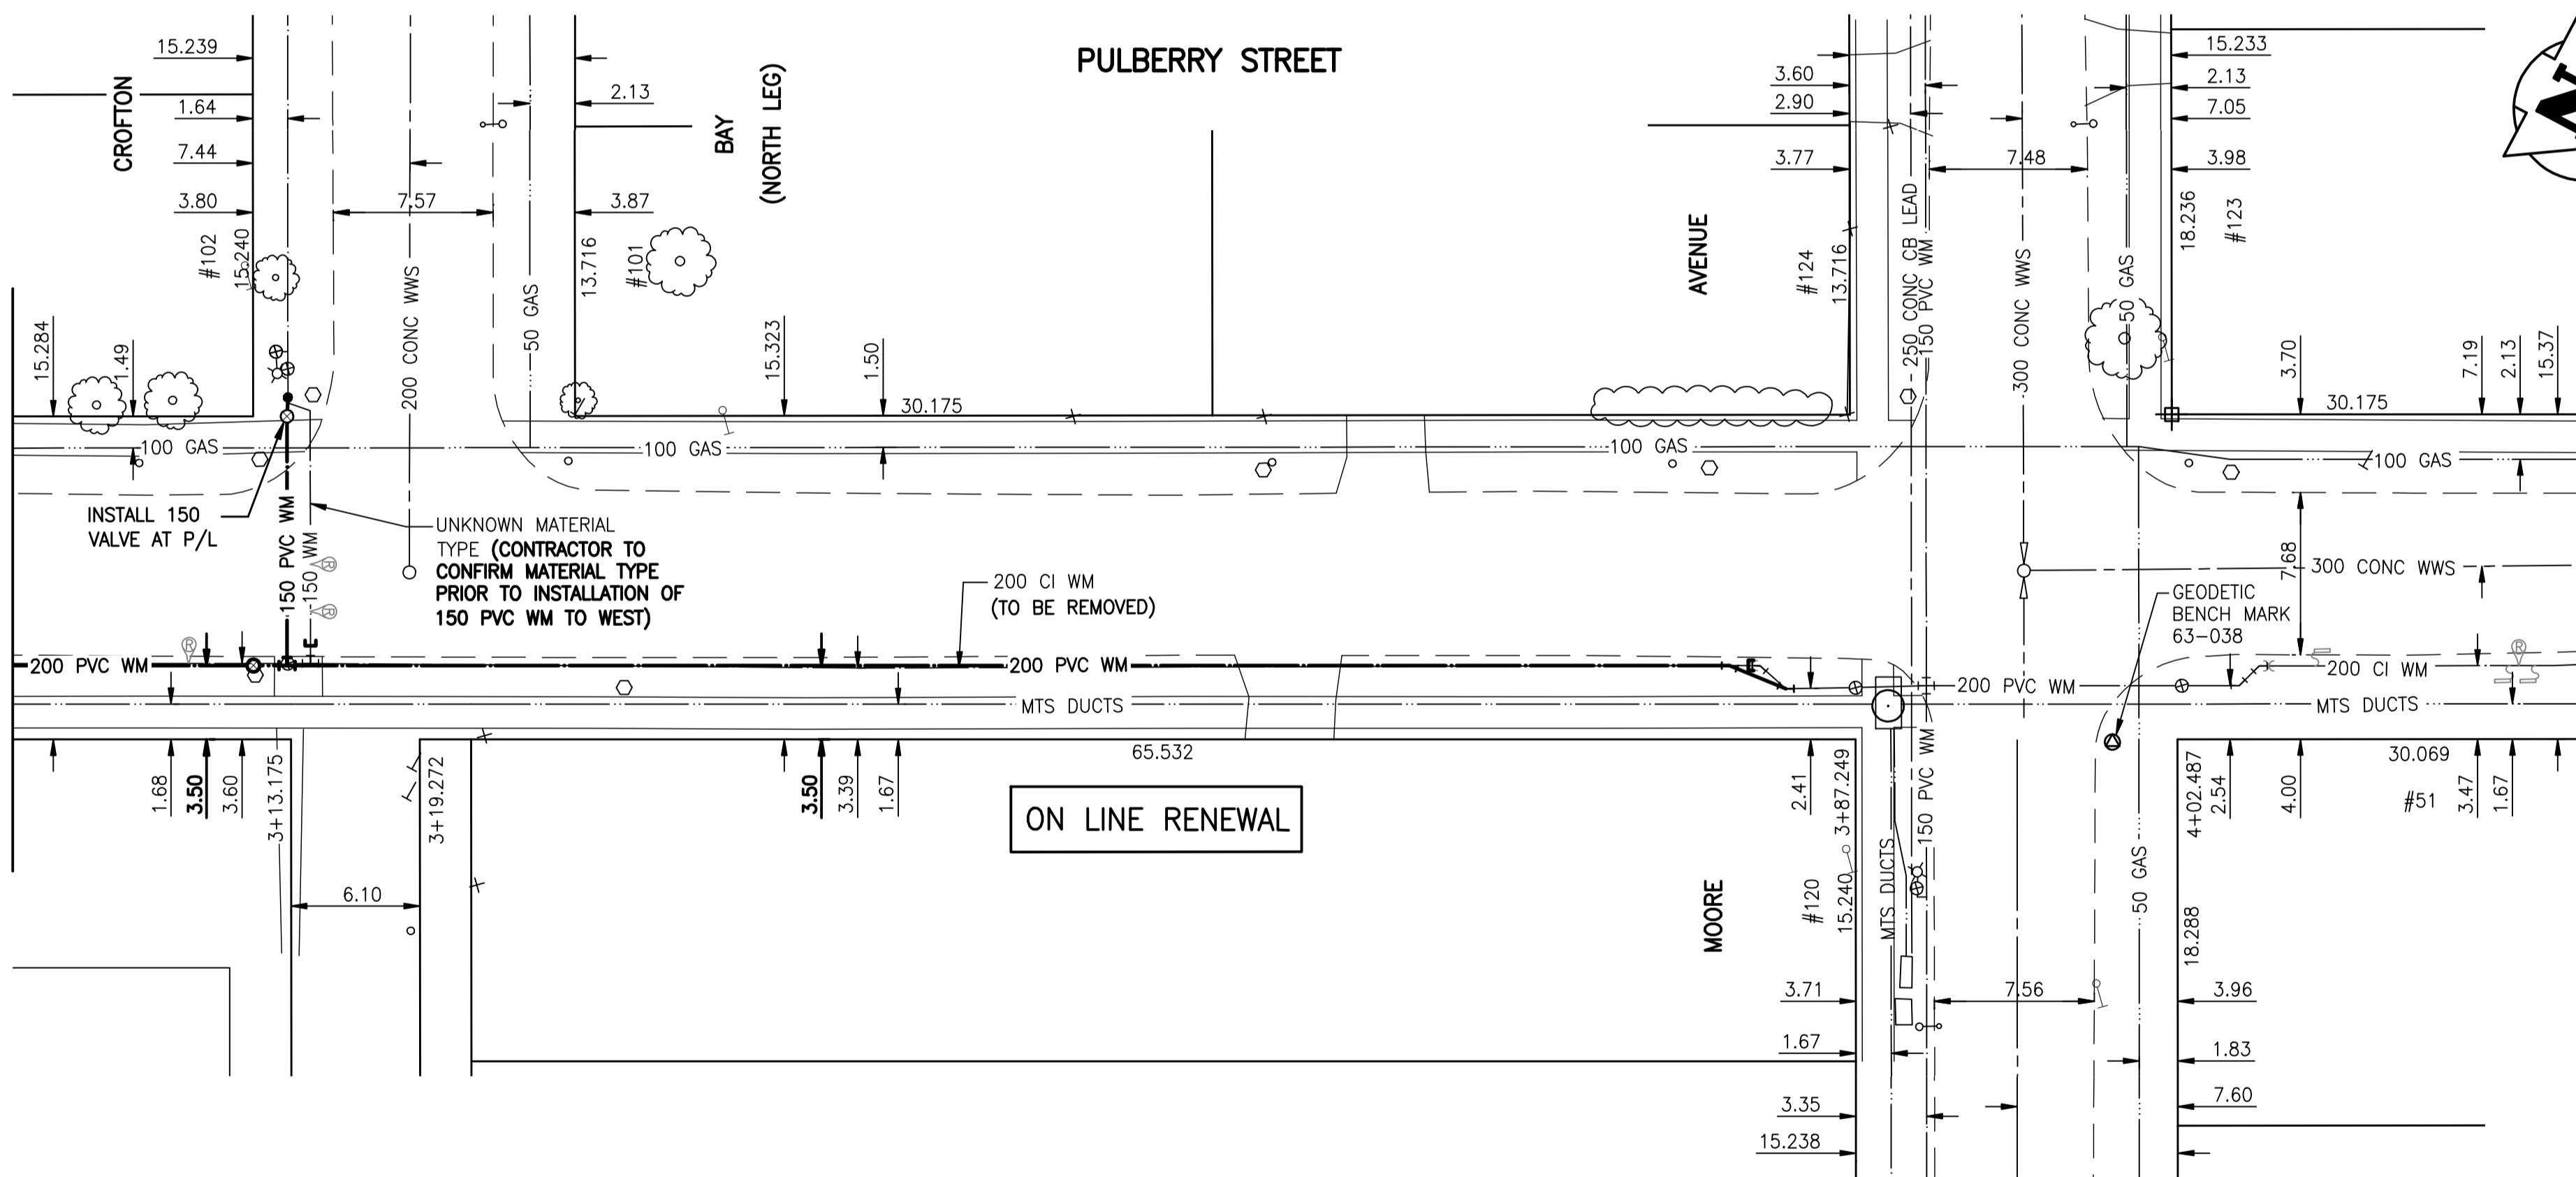 PULBERRY STREET
CROFTON
BAY
(NORTH LEG)
15.239
1.64
7.44
3.80
7.57
2.13
3.87
#102
15.240
13.716
#101
200 CONC WWS
50 GAS
15.284
1.49
15.323
1.50
30.175
3.60
2.90
3.77
7.48
15.233
2.13
7.05
3.98
AVENUE
#124
13.716
250 CONC CB LEAD
150 PVC WM
300 CONC WWS
50 GAS
18.236
#123
3.70
7.19
2.13
15.37
30.175
100 GAS
100 GAS
100 GAS
100 GAS
INSTALL 150
VALVE AT P/L
150 PVC WM
150 WM
UNKNOWN MATERIAL
TYPE (CONTRACTOR TO
CONFIRM MATERIAL TYPE
PRIOR TO INSTALLATION OF
150 PVC WM TO WEST)
200 CI WM
(TO BE REMOVED)
7.68
300 CONC WWS
GEODETIC
BENCH MARK
63-038
R
R
R
R
200 PVC WM
200 PVC WM
200 PVC WM
200 CI WM
MTS DUCTS
MTS DUCTS
1.68
3.50
3.60
3+13.175
3+19.272
3.50
3.39
1.67
65.532
ON LINE RENEWAL
2.41
3+87.249
150 PVC WM
4+02.487
2.54
4.00
30.069
#51
3.47
1.67
6.10
MOORE
#120
15.240
MTS DUCTS
50 GAS
18.288
3.71
7.56
3.96
1.67
1.83
3.35
7.60
15.238